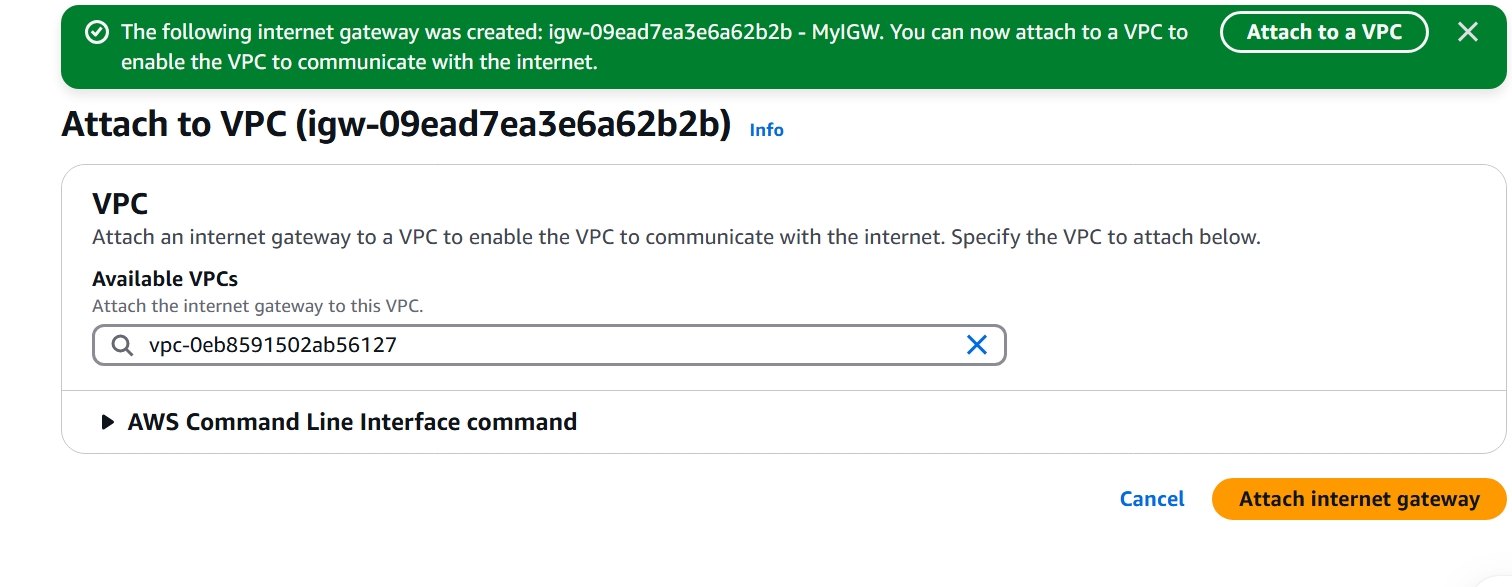 The following internet gateway was created: igw-09ead7ea3e6a62b2b - MyIGW. You can now attach to a VPC to
enable the VPC to communicate with the internet.
Attach to a VPC
Attach to VPC (igw-09ead7ea3e6a62b2b) Info
VPC
Attach an internet gateway to a VPC to enable the VPC to communicate with the internet. Specify the VPC to attach below.
Available VPCs
Attach the internet gateway to this VPC.
vpc-0eb8591502ab56127
AWS Command Line Interface command
Cancel Attach internet gateway